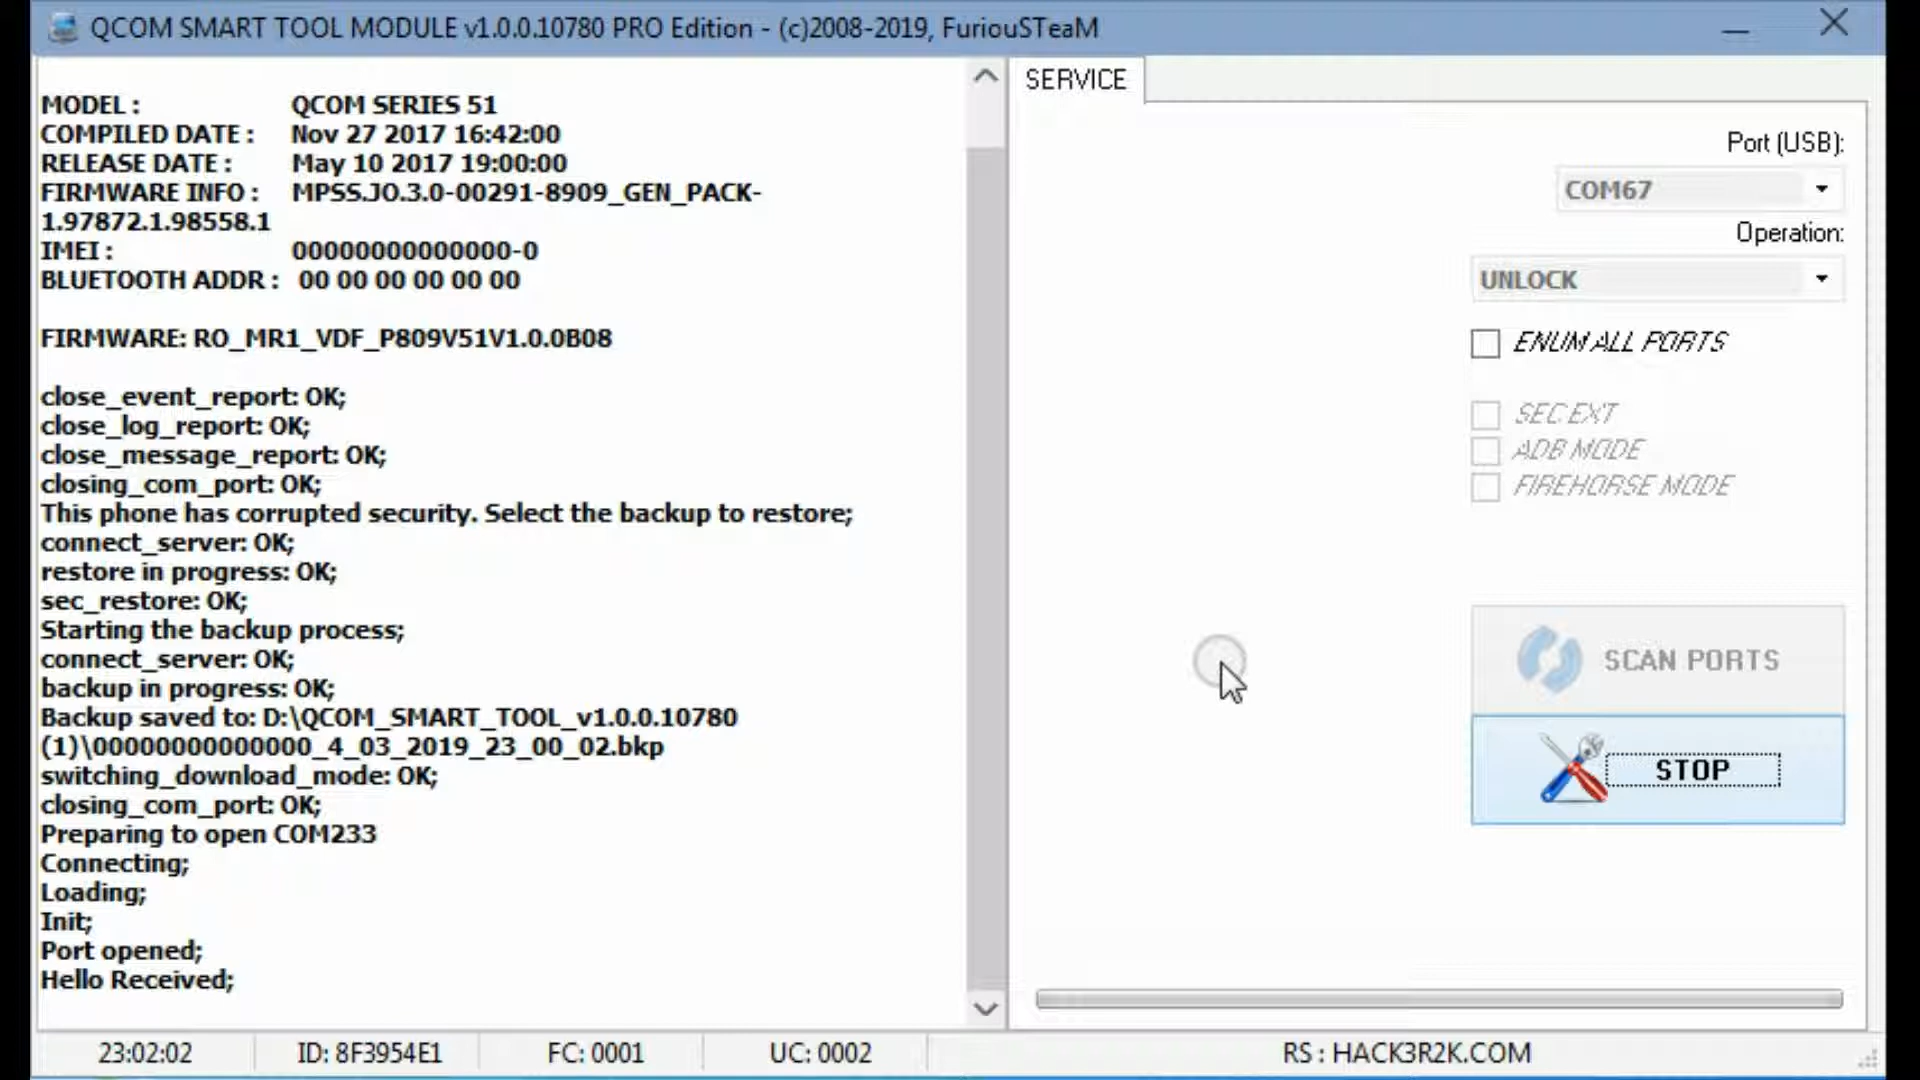 QCOM SMART TOOL MODULE v1.0.0.10780 PRO Edition - (c)2008-2019, FuriouSTeaM
MODEL : QCOM SERIES 51
COMPILED DATE : Nov 27 2017 16:42:00
RELEASE DATE : May 10 2017 19:00:00
FIRMWARE INFO : MPSS.JO.3.0-00291-8909_GEN_PACK-
1.97872.1.98558.1
IMEI : 00000000000000-0
BLUETOOTH ADDR : 00 00 00 00 00 00
FIRMWARE: RO_MR1_VDF_P809V51V1.0.0B08
close_event_report: OK;
close_log_report: OK;
close_message_report: OK;
closing_com_port: OK;
This phone has corrupted security. Select the backup to restore;
connect_server: OK;
restore in progress: OK;
sec_restore: OK;
Starting the backup process;
connect_server: OK;
backup in progress: OK;
Backup saved to: D:\QCOM_SMART_TOOL_v1.0.0.10780
(1)\00000000000000_4_03_2019_23_00_02.bkp
switching_download_mode: OK;
closing_com_port: OK;
Preparing to open COM233
Connecting;
Loading;
Init;
Port opened;
Hello Received;
SERVICE
Port (USB):
COM67
Operation:
UNLOCK
ENUM ALL PORTS
SEC EXT
ADB MODE
FIREHORSE MODE
SCAN PORTS
STOP
23:02:02 ID: 8F3954E1 FC: 0001 UC: 0002 RS : HACK3R2K.COM